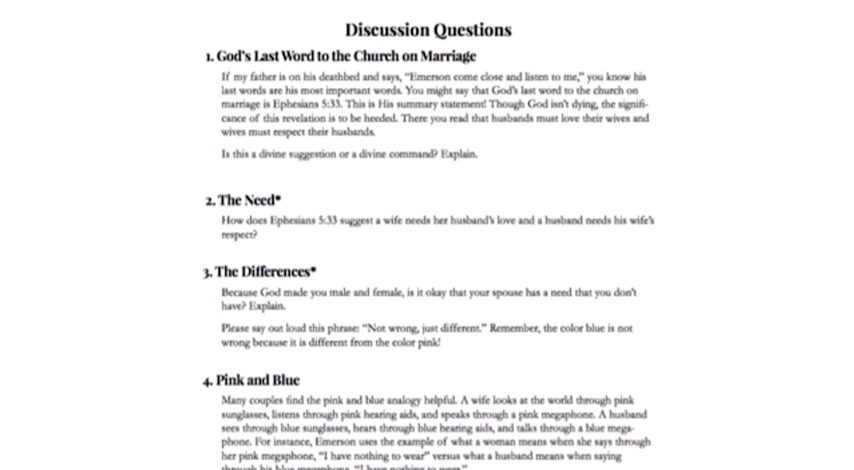 Discussion Questions
1. God's Last Word to the Church on Marriage
If my father is on his deathbed and says, "Emerson come close and listen to me," you know his
last words are his most important words. You might say that God's last word to the church on
marriage is Ephesians 5:33. This is His summary statement! Though God isn't dying, the signifi-
cance of this revelation is to be heeded. There you read that husbands must love their wives and
wives must respect their husbands.
Is this a divine suggestion or a divine command? Explain.
2. The Need*
How does Ephesians 5:33 suggest a wife needs her husband's love and a husband needs his wife's
respect?
3. The Differences*
Because God made you male and female, is it okay that your spouse has a need that you don't
have? Explain.
Please say out loud this phrase: "Not wrong, just different." Remember, the color blue is not
wrong because it is different from the color pink!
4. Pink and Blue
Many couples find the pink and blue analogy helpful. A wife looks at the world through pink
sunglasses, listens through pink hearing aids, and speaks through a pink megaphone. A husband
sees through blue sunglasses, hears through blue hearing aids, and talks through a blue mega-
phone. For instance, Emerson uses the example of what a woman means when she says through
her pink megaphone, "I have nothing to wear" versus what a husband means when saying
through his blue megaphone, "I have nothing to wear."